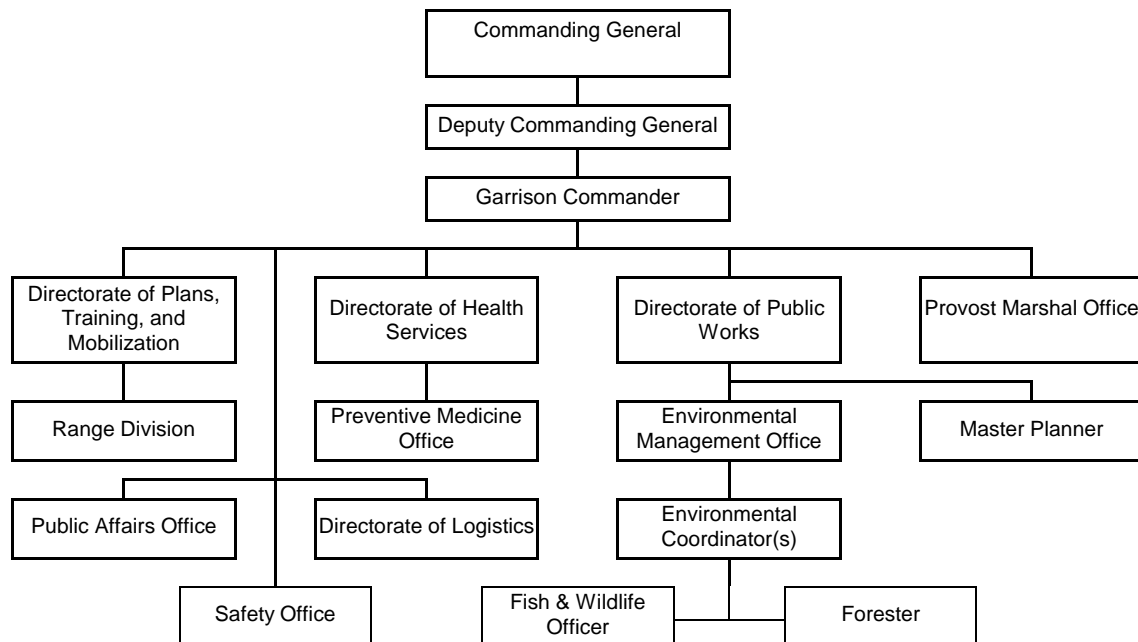 Commanding General
Deputy Commanding General
Garrison Commander
Directorate of Plans,
Training, and
Mobilization
Directorate of Health
Services
Directorate of Public
Works
Provost Marshal Office
Range Division
Preventive Medicine
Office
Environmental
Management Office
Master Planner
Public Affairs Office
Directorate of Logistics
Environmental
Coordinator(s)
Safety Office
Fish & Wildlife
Officer
Forester